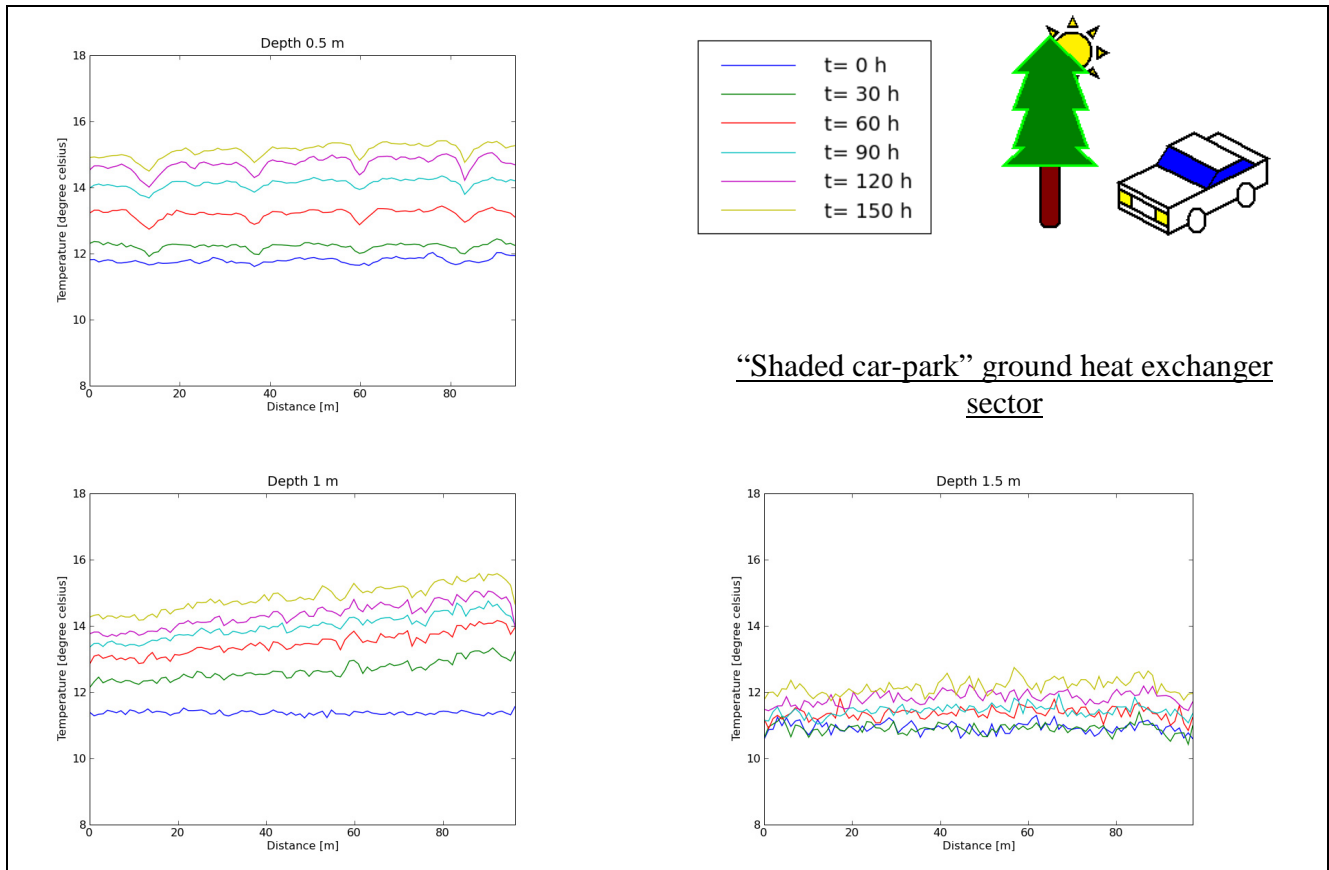 Depth 0.5 m
18
16
14
12
10
8
Temperature [degree celsius]
0 20 40 60 80
Distance [m]
t= 0 h
t= 30 h
t= 60 h
t= 90 h
t= 120 h
t= 150 h
“Shaded car-park” ground heat exchanger
sector
Depth 1 m
18
16
14
12
10
8
Temperature [degree celsius]
0 20 40 60 80
Distance [m]
Depth 1.5 m
18
16
14
12
10
8
Temperature [degree celsius]
0 20 40 60 80
Distance [m]